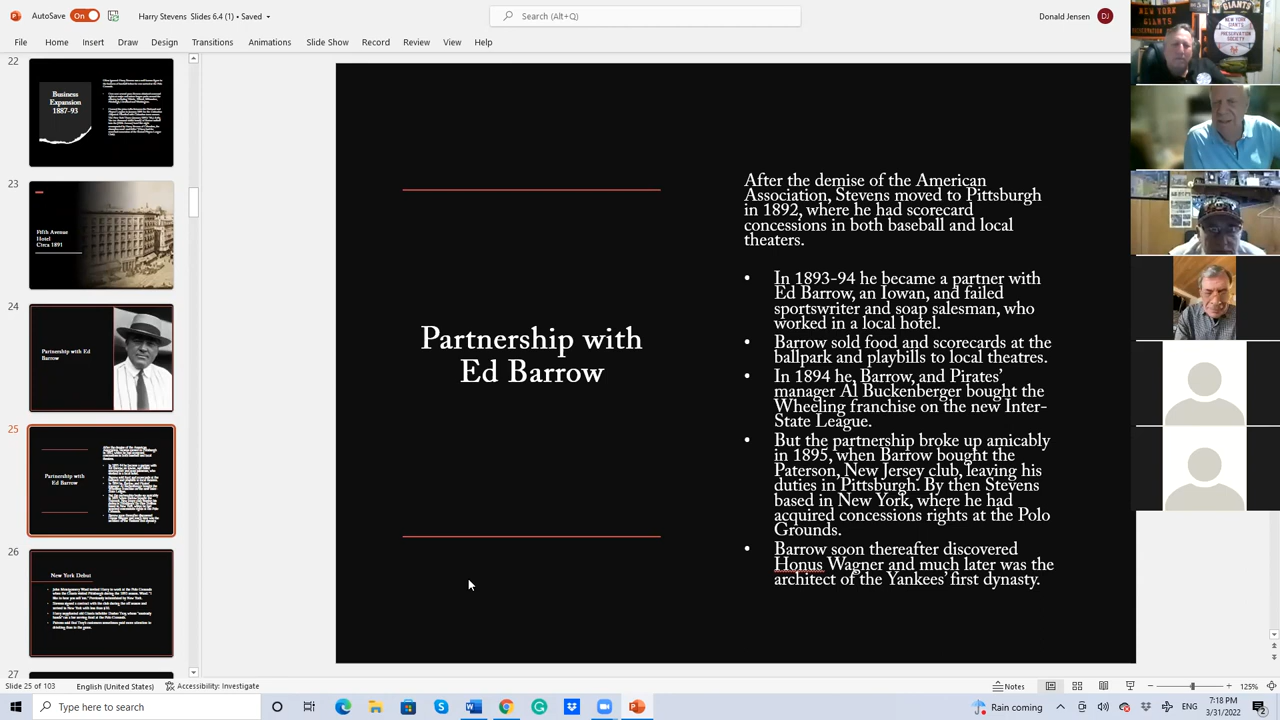 AutoSave On Harry Stevens Slides 6.4 (1) • Saved Search (Alt+Q) Donald Jensen DJ
File Home Insert Draw Design Transitions Animations Slide Show Record Review View Help
22
Business
Expansion
1887-93
23
Fifth Avenue
Hotel
Circa 1891
24
Partnership with Ed
Barrow
25
Partnership with
Ed Barrow
26
New York Debut
27
Partnership with
Ed Barrow
After the demise of the American
Association, Stevens moved to Pittsburgh
in 1892, where he had scorecard
concessions in both baseball and local
theaters.
• In 1893-94 he became a partner with
Ed Barrow, an Iowan, and failed
sportswriter and soap salesman, who
worked in a local hotel.
• Barrow sold food and scorecards at the
ballpark and playbills to local theatres.
• In 1894 he, Barrow, and Pirates’
manager Al Buckenberger bought the
Wheeling franchise on the new Inter-
State League.
• But the partnership broke up amicably
in 1895, when Barrow bought the
Paterson, New Jersey club, leaving his
duties in Pittsburgh. By then Stevens
based in New York, where he had
acquired concessions rights at the Polo
Grounds.
• Barrow soon thereafter discovered
Honus Wagner and much later was the
architect of the Yankees’ first dynasty.
NEW YORK
GIANTS
GIANTS
NEW YORK
GIANTS
PRESERVATION
SOCIETY
Slide 25 of 103 English (United States) Accessibility: Investigate Notes 125%
Type here to search Rain coming ENG 7:18 PM
3/31/2022 2